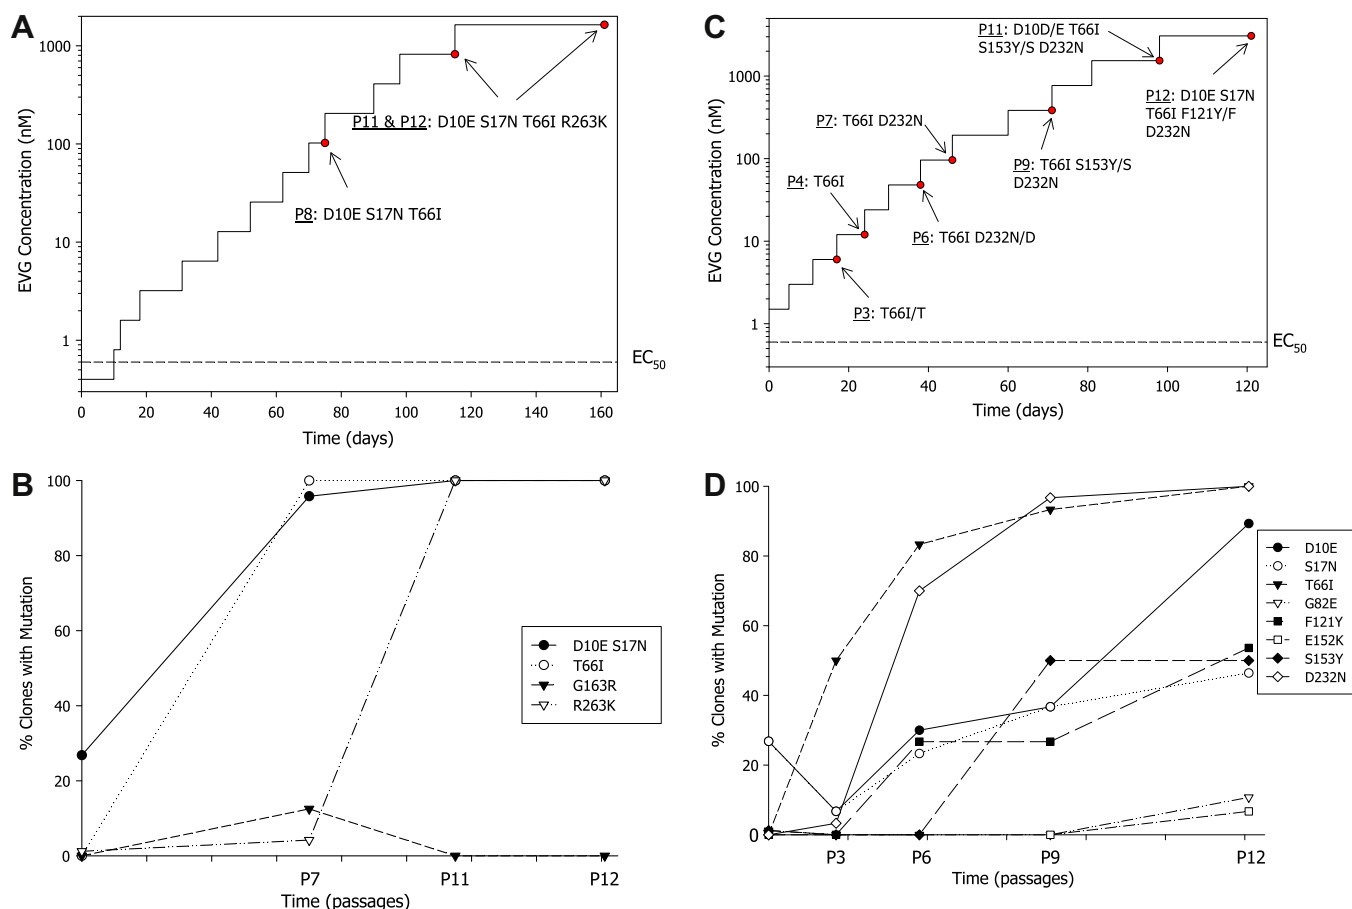 A
EVG Concentration (nM)
1000
100
10
1
P11 & P12: D10E S17N T66I R263K
P8: D10E S17N T66I
EC50
0 20 40 60 80 100 120 140 160
Time (days)
C
EVG Concentration (nM)
1000
100
10
1
P11: D10D/E T66I
S153Y/S D232N
P12: D10E S17N
T66I F121Y/F
D232N
P7: T66I D232N
P9: T66I S153Y/S
D232N
P4: T66I
P6: T66I D232N/D
P3: T66I/T
EC50
0 20 40 60 80 100 120
Time (days)
B
% Clones with Mutation
100
80
60
40
20
0
D10E S17N
T66I
G163R
R263K
P7 P11 P12
Time (passages)
D
% Clones with Mutation
100
80
60
40
20
0
D10E
S17N
T66I
G82E
F121Y
E152K
S153Y
D232N
P3 P6 P9 P12
Time (passages)